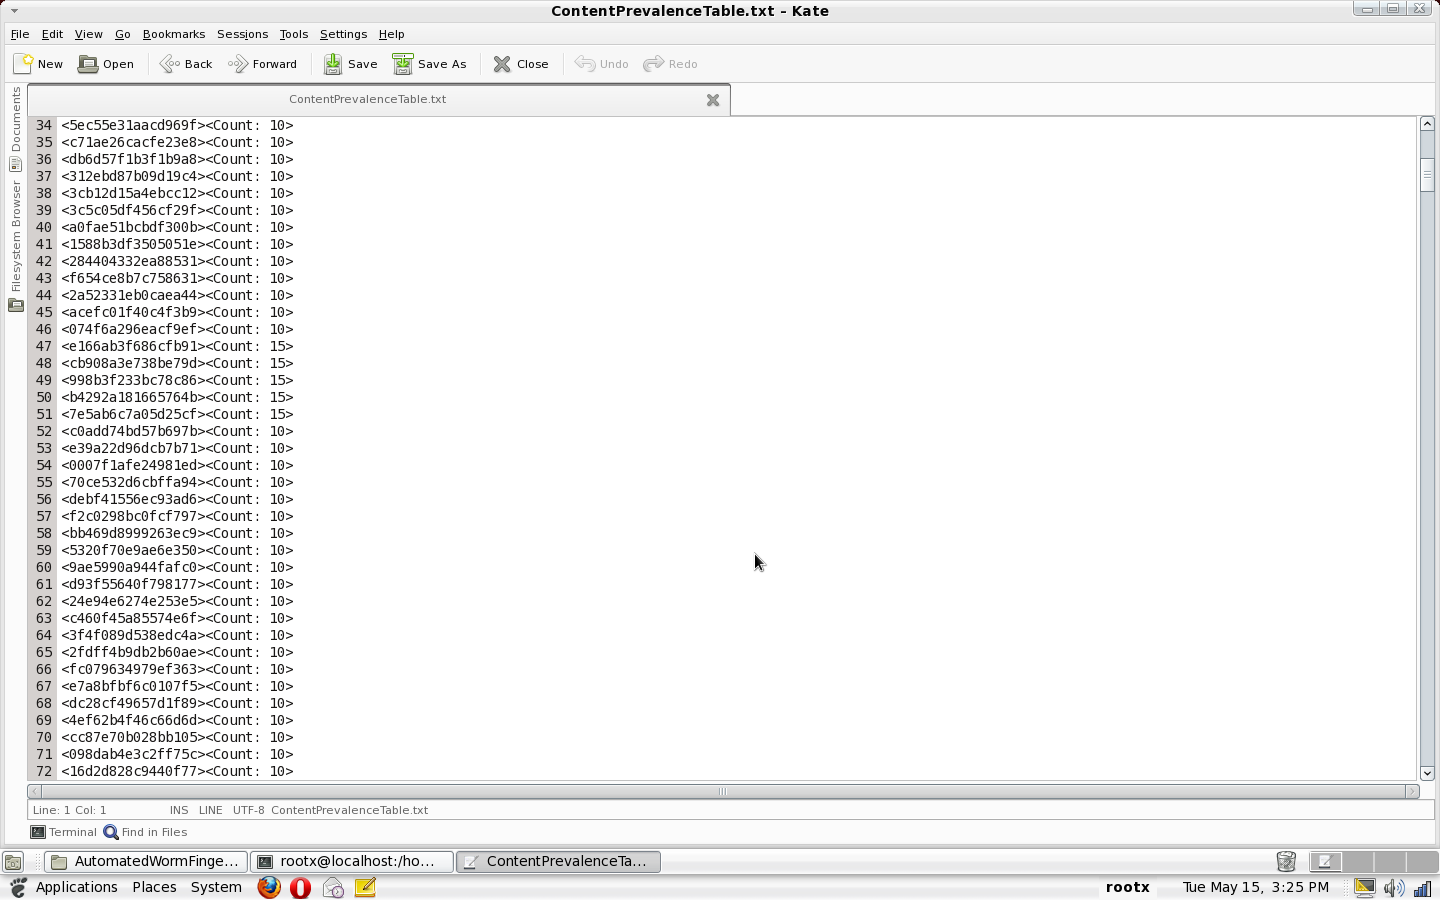 ContentPrevalenceTable.txt – Kate
File Edit View Go Bookmarks Sessions Tools Settings Help
New Open Back Forward Save Save As Close Undo Redo
Documents
Filesystem Browser
ContentPrevalenceTable.txt
34 <5ec55e31aacd969f><Count: 10>
35 <c71ae26cacfe23e8><Count: 10>
36 <db6d57f1b3f1b9a8><Count: 10>
37 <312ebd87b09d19c4><Count: 10>
38 <3cb12d15a4ebcc12><Count: 10>
39 <3c5c05df456cf29f><Count: 10>
40 <a0fae51bcbdf300b><Count: 10>
41 <1588b3df3505051e><Count: 10>
42 <284404332ea88531><Count: 10>
43 <f654ce8b7c758631><Count: 10>
44 <2a52331eb0caea44><Count: 10>
45 <acefc01f40c4f3b9><Count: 10>
46 <074f6a296eacf9ef><Count: 10>
47 <e166ab3f686cfb91><Count: 15>
48 <cb908a3e738be79d><Count: 15>
49 <998b3f233bc78c86><Count: 15>
50 <b4292a181665764b><Count: 15>
51 <7e5ab6c7a05d25cf><Count: 15>
52 <c0add74bd57b697b><Count: 10>
53 <e39a22d96dcb7b71><Count: 10>
54 <0007f1afe24981ed><Count: 10>
55 <70ce532d6cbffa94><Count: 10>
56 <debf41556ec93ad6><Count: 10>
57 <f2c0298bc0fcf797><Count: 10>
58 <bb469d8999263ec9><Count: 10>
59 <5320f70e9ae6e350><Count: 10>
60 <9ae5990a944fafc0><Count: 10>
61 <d93f55640f798177><Count: 10>
62 <24e94e6274e253e5><Count: 10>
63 <c460f45a85574e6f><Count: 10>
64 <3f4f089d538edc4a><Count: 10>
65 <2fdff4b9db2b60ae><Count: 10>
66 <fc079634979ef363><Count: 10>
67 <e7a8bfbf6c0107f5><Count: 10>
68 <dc28cf49657d1f89><Count: 10>
69 <4ef62b4f46c66d6d><Count: 10>
70 <cc87e70b028bb105><Count: 10>
71 <098dab4e3c2ff75c><Count: 10>
72 <16d2d828c9440f77><Count: 10>
Line: 1 Col: 1 INS LINE UTF-8 ContentPrevalenceTable.txt
Terminal Find in Files
AutomatedWormFinge... rootx@localhost:/ho... ContentPrevalenceTa...
Applications Places System rootx Tue May 15, 3:25 PM